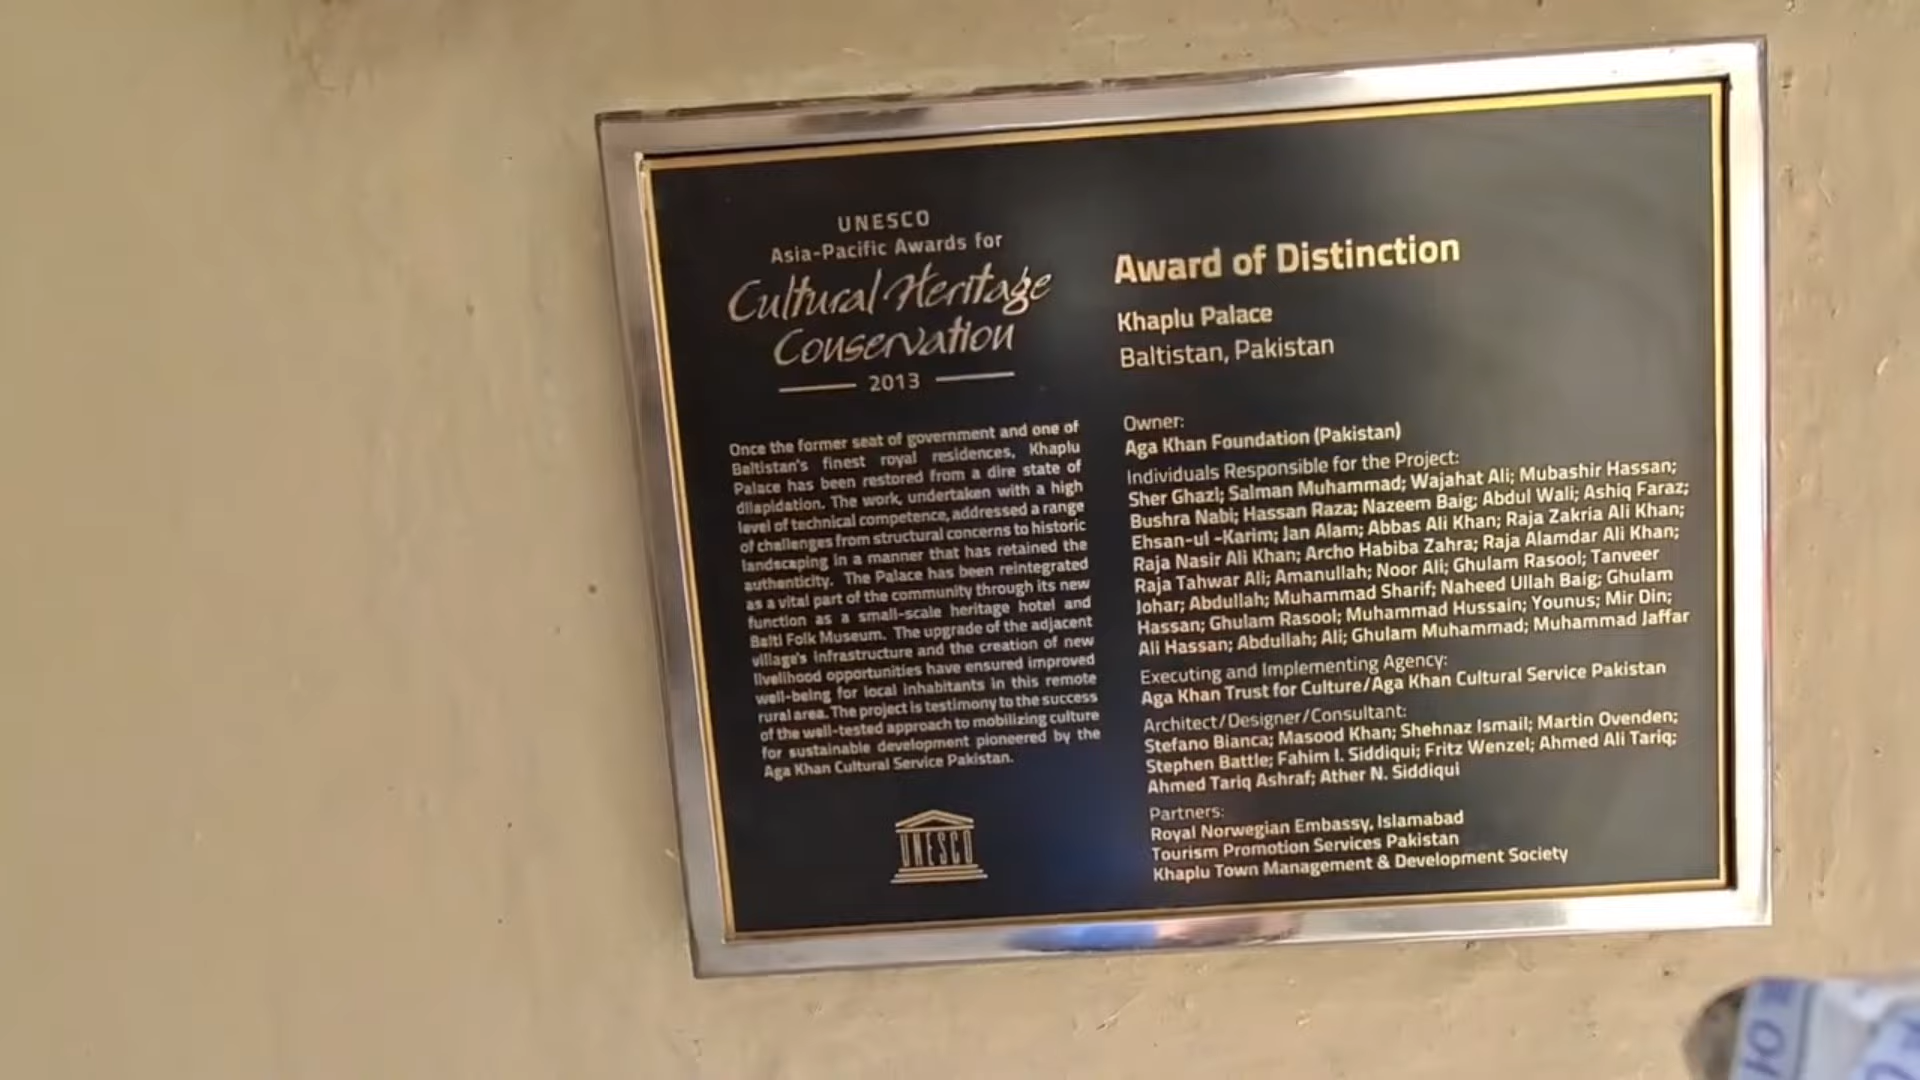 UNESCO
Asia-Pacific Awards for
Cultural Heritage
Conservation
2013
Once the former seat of government and one of
Baltistan's finest royal residences, Khaplu
Palace has been restored from a dire state of
dilapidation. The work, undertaken with a high
level of technical competence, addressed a range
of challenges from structural concerns to historic
landscaping in a manner that has retained the
authenticity. The Palace has been reintegrated
as a vital part of the community through its new
function as a small-scale heritage hotel and
Balti Folk Museum. The upgrade of the adjacent
village's infrastructure and the creation of new
livelihood opportunities have ensured improved
well-being for local inhabitants in this remote
rural area. The project is testimony to the success
of the well-tested approach to mobilizing culture
for sustainable development pioneered by the
Aga Khan Cultural Service Pakistan.
UNESCO
Award of Distinction
Khaplu Palace
Baltistan, Pakistan
Owner:
Aga Khan Foundation (Pakistan)
Individuals Responsible for the Project:
Sher Ghazi; Salman Muhammad; Wajahat Ali; Mubashir Hassan;
Bushra Nabi; Hassan Raza; Nazeem Baig; Abdul Wali; Ashiq Faraz;
Ehsan-ul -Karim; Jan Alam; Abbas Ali Khan; Raja Zakria Ali Khan;
Raja Nasir Ali Khan; Archo Habiba Zahra; Raja Alamdar Ali Khan;
Raja Tahwar Ali; Amanullah; Noor Ali; Ghulam Rasool; Tanveer
Johar; Abdullah; Muhammad Sharif; Naheed Ullah Baig; Ghulam
Hassan; Ghulam Rasool; Muhammad Hussain; Younus; Mir Din;
Ali Hassan; Abdullah; Ali; Ghulam Muhammad; Muhammad Jaffar
Executing and Implementing Agency:
Aga Khan Trust for Culture/Aga Khan Cultural Service Pakistan
Architect/Designer/Consultant:
Stefano Bianca; Masood Khan; Shehnaz Ismail; Martin Ovenden;
Stephen Battle; Fahim I. Siddiqui; Fritz Wenzel; Ahmed Ali Tariq;
Ahmed Tariq Ashraf; Ather N. Siddiqui
Partners:
Royal Norwegian Embassy, Islamabad
Tourism Promotion Services Pakistan
Khaplu Town Management & Development Society